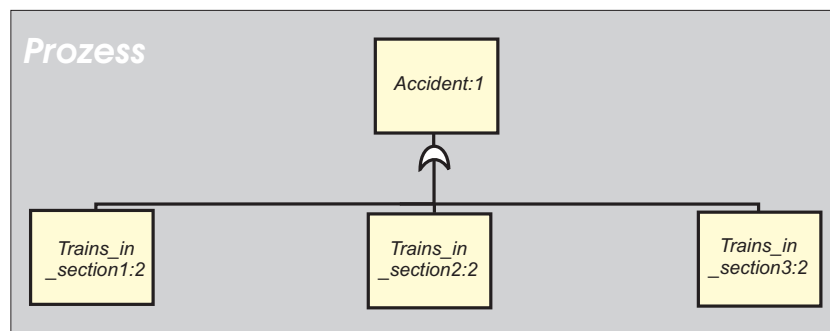 Prozess
Accident:1
Trains_in
_section1:2
Trains_in
_section2:2
Trains_in
_section3:2